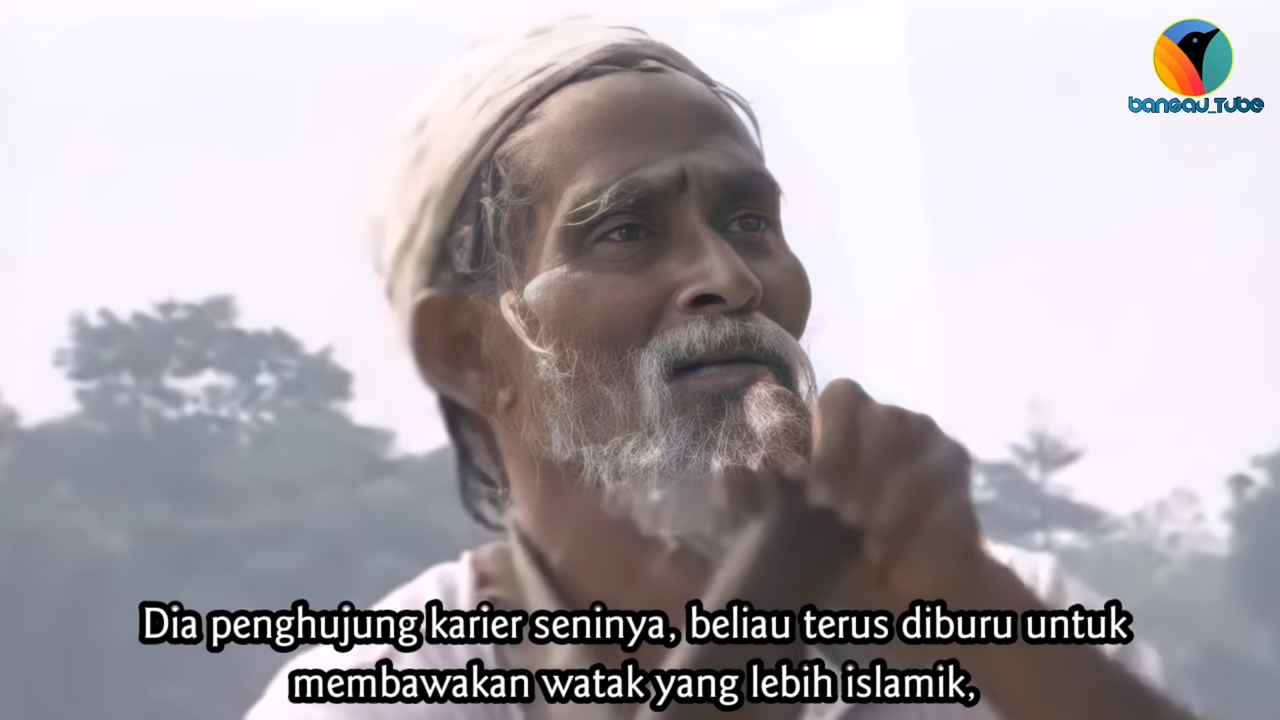 BANGAU_TUBE
Dia penghujung karier seninya, beliau terus diburu untuk
membawakan watak yang lebih islamik,